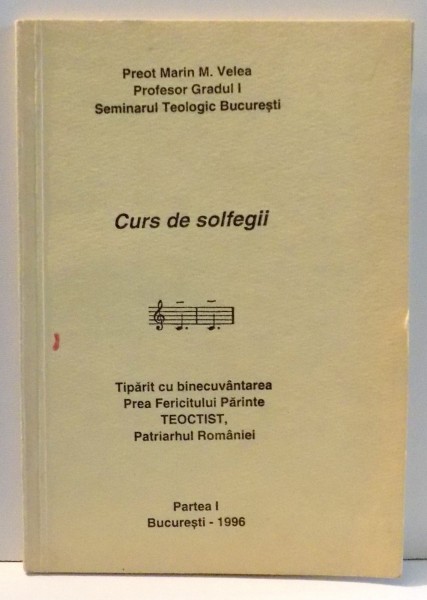 Preot Marin M. Velea
Profesor Gradul I
Seminarul Teologic București
Curs de solfegii
Tipărit cu binecuvântarea
Prea Fericitului Părinte
TEOCTIST,
Patriarhul României
Partea I
București - 1996